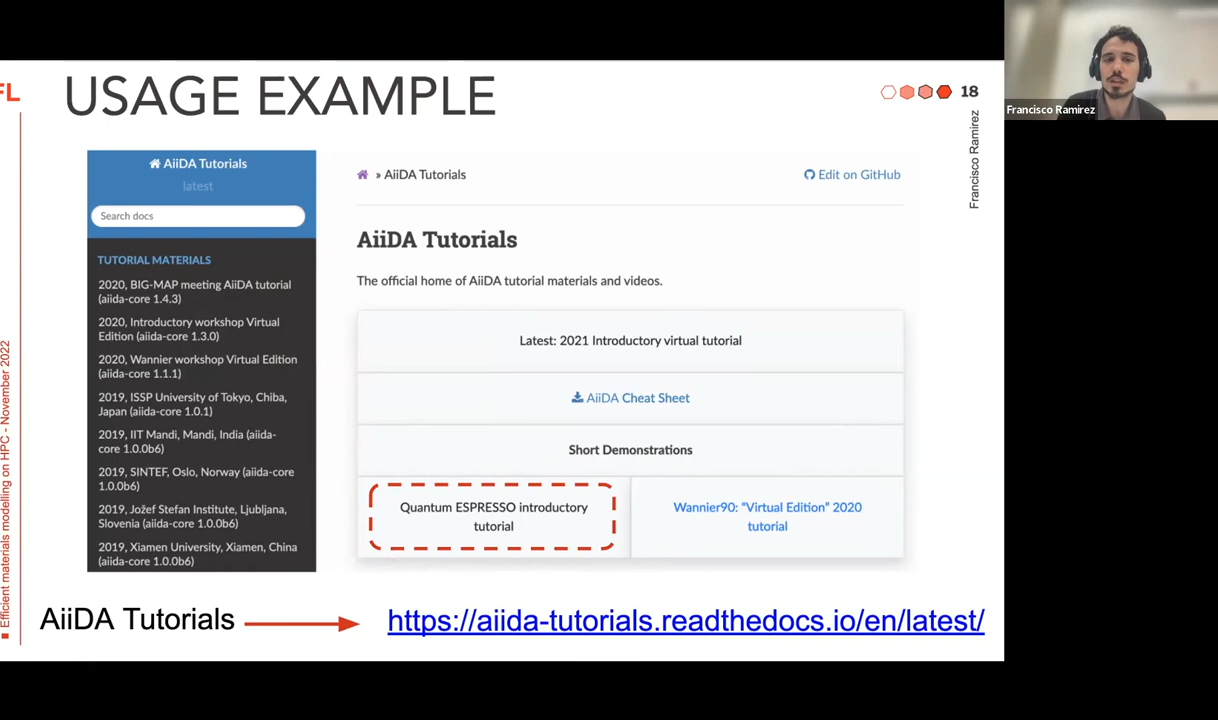 FL
USAGE EXAMPLE
18
Francisco Ramirez
Francisco Ramirez
AiiDA Tutorials
latest
Search docs
TUTORIAL MATERIALS
2020, BIG-MAP meeting AiiDA tutorial
(aiida-core 1.4.3)
2020, Introductory workshop Virtual
Edition (aiida-core 1.3.0)
2020, Wannier workshop Virtual Edition
(aiida-core 1.1.1)
2019, ISSP University of Tokyo, Chiba,
Japan (aiida-core 1.0.1)
2019, IIT Mandi, Mandi, India (aiida-
core 1.0.0b6)
2019, SINTEF, Oslo, Norway (aiida-core
1.0.0b6)
2019, Jožef Stefan Institute, Ljubljana,
Slovenia (aiida-core 1.0.0b6)
2019, Xiamen University, Xiamen, China
(aiida-core 1.0.0b6)
» AiiDA Tutorials
Edit on GitHub
AiiDA Tutorials
The official home of AiiDA tutorial materials and videos.
Latest: 2021 Introductory virtual tutorial
AiiDA Cheat Sheet
Short Demonstrations
Quantum ESPRESSO introductory
tutorial
Wannier90: “Virtual Edition” 2020
tutorial
Efficient materials modelling on HPC - November 2022
AiiDA Tutorials
https://aiida-tutorials.readthedocs.io/en/latest/